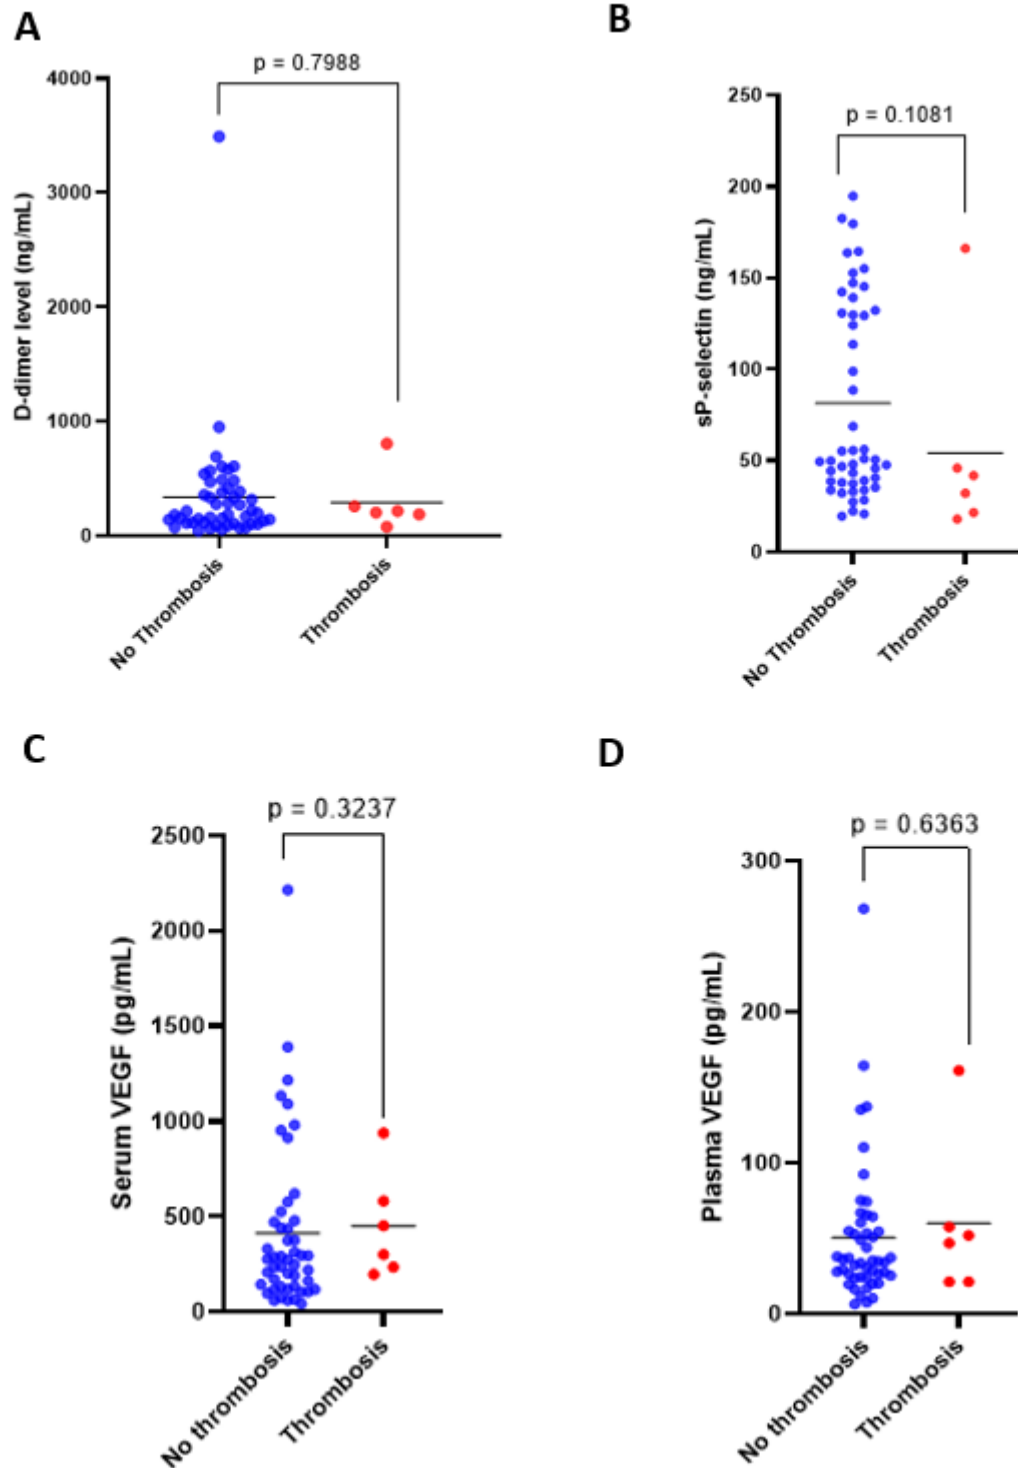 A
p = 0.7988
D-dimer level (ng/mL)
4000
3000
2000
1000
0
No Thrombosis
Thrombosis
B
p = 0.1081
sP-selectin (ng/mL)
250
200
150
100
50
0
No Thrombosis
Thrombosis
C
p = 0.3237
Serum VEGF (pg/mL)
2500
2000
1500
1000
500
0
No thrombosis
Thrombosis
D
p = 0.6363
Plasma VEGF (pg/mL)
300
200
100
0
No thrombosis
Thrombosis